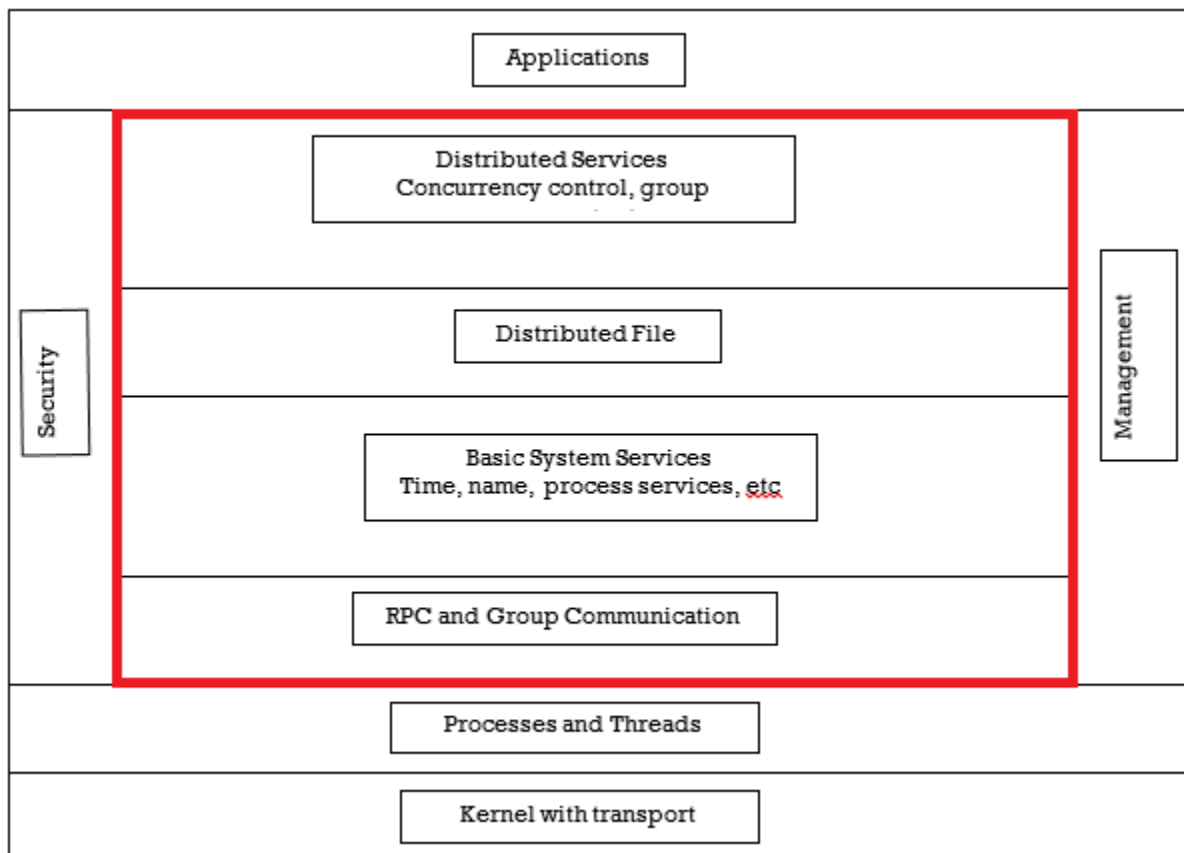 Applications
Distributed Services
Concurrency control, group
Distributed File
Security
Management
Basic System Services
Time, name, process services, etc
RPC and Group Communication
Processes and Threads
Kernel with transport